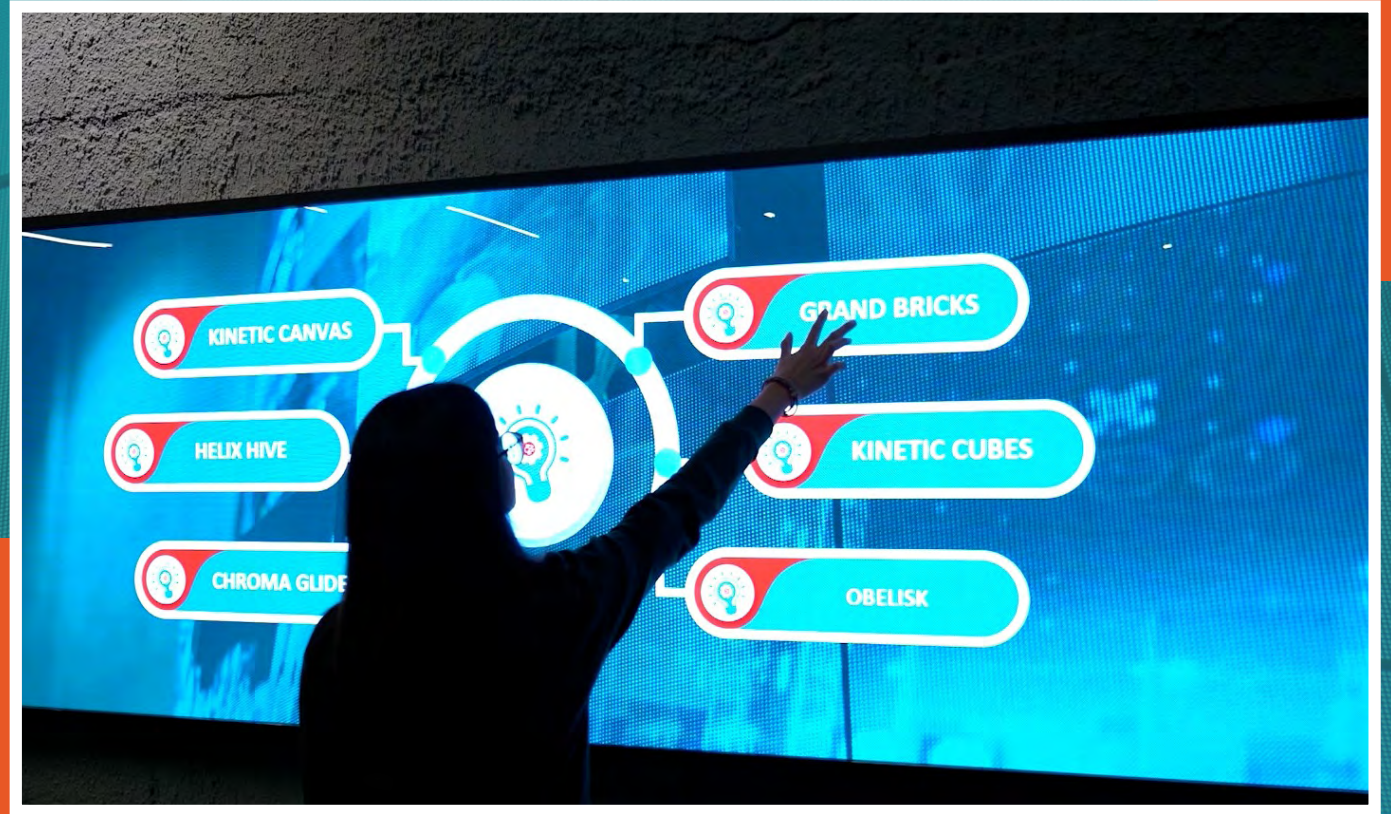 KINETIC CANVAS
HELIX HIVE
CHROMA GLIDE
GRAND BRICKS
KINETIC CUBES
OBELISK